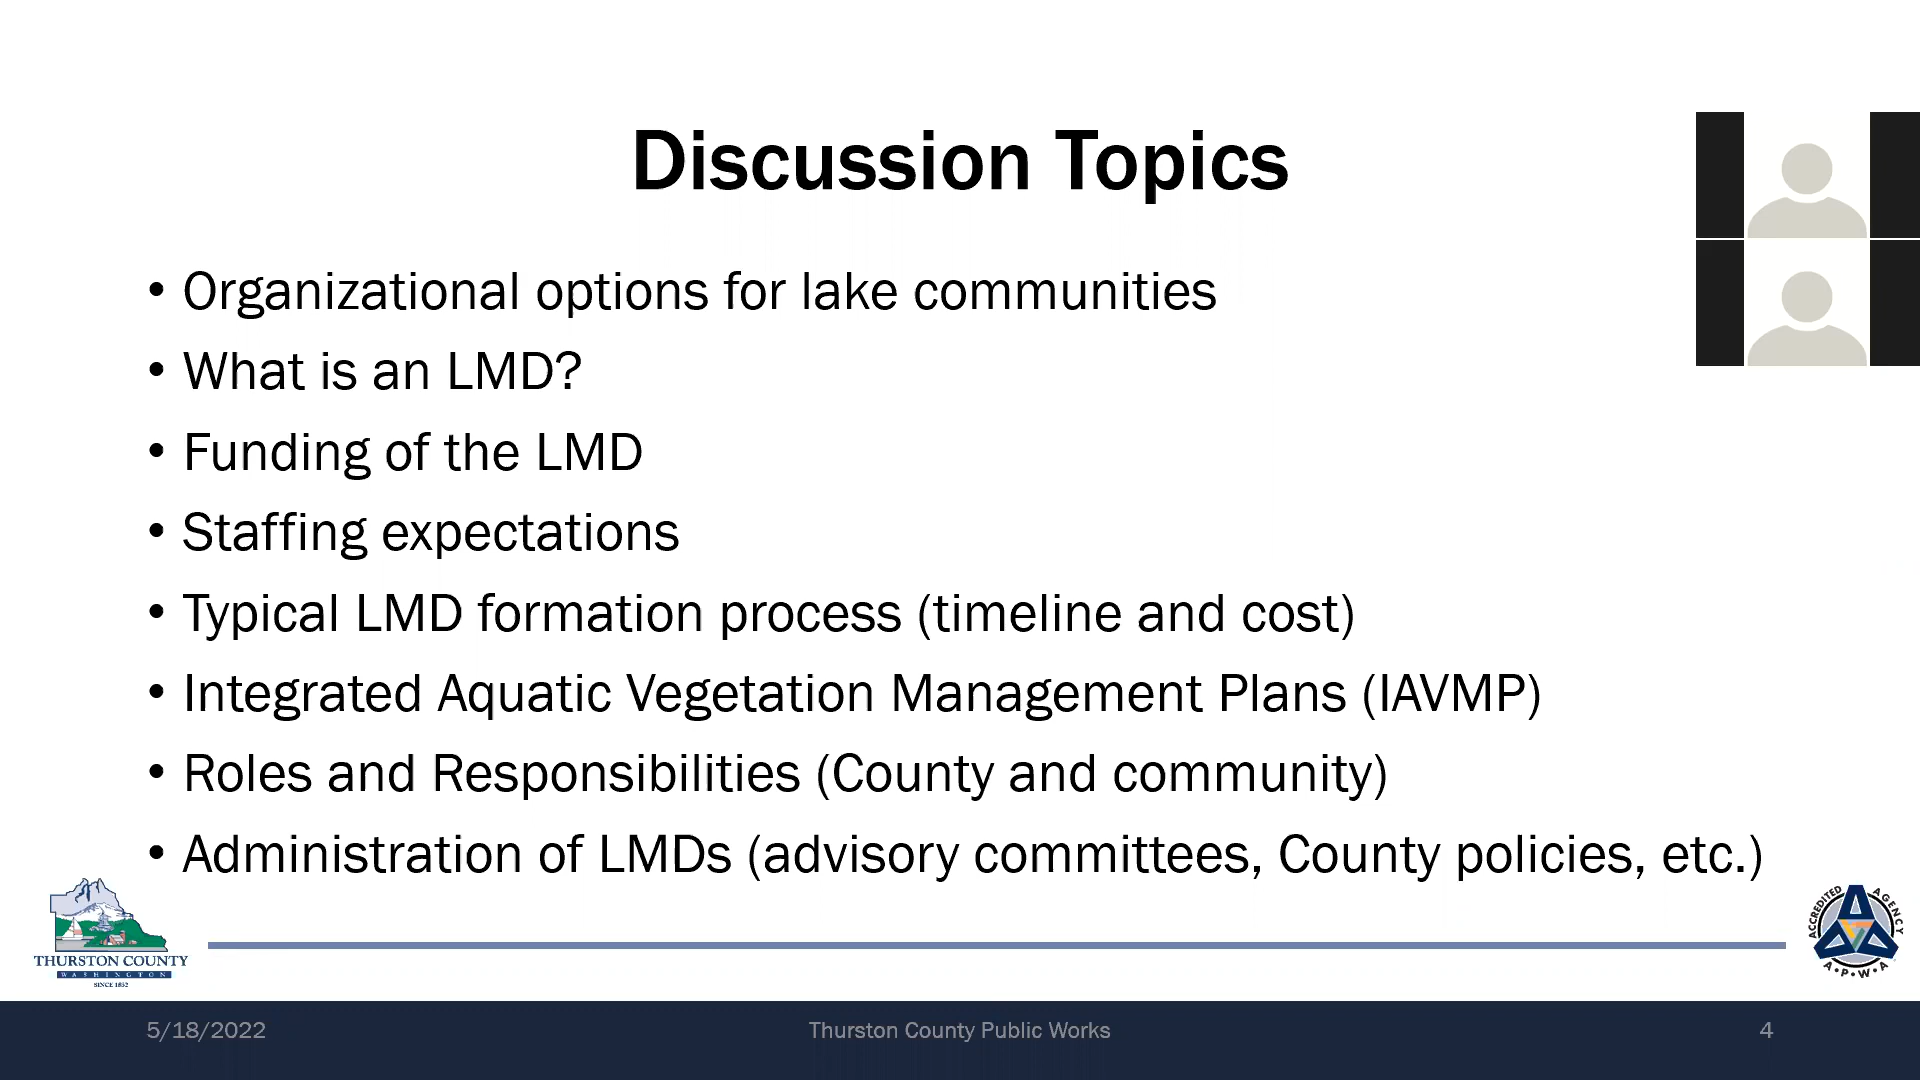 Discussion Topics
• Organizational options for lake communities
• What is an LMD?
• Funding of the LMD
• Staffing expectations
• Typical LMD formation process (timeline and cost)
• Integrated Aquatic Vegetation Management Plans (IAVMP)
• Roles and Responsibilities (County and community)
• Administration of LMDs (advisory committees, County policies, etc.)
THURSTON COUNTY
WASHINGTON
SINCE 1852
ACCREDITED AGENCY
A•P•W•A
5/18/2022
Thurston County Public Works
4